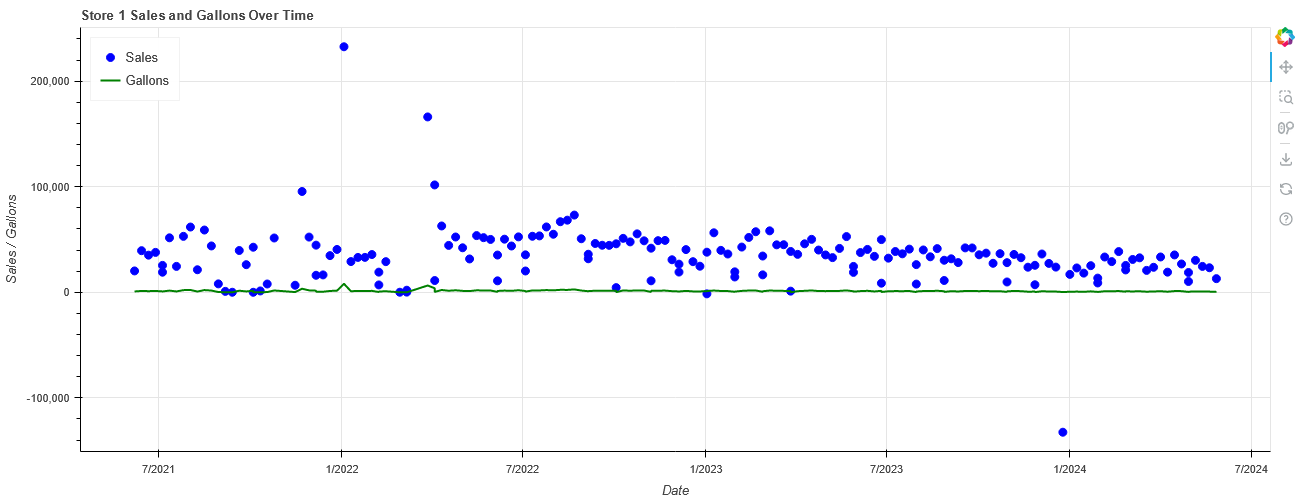 Store 1 Sales and Gallons Over Time
Sales
Gallons
200,000
100,000
0
-100,000
Sales / Gallons
7/2021
1/2022
7/2022
1/2023
7/2023
1/2024
7/2024
Date